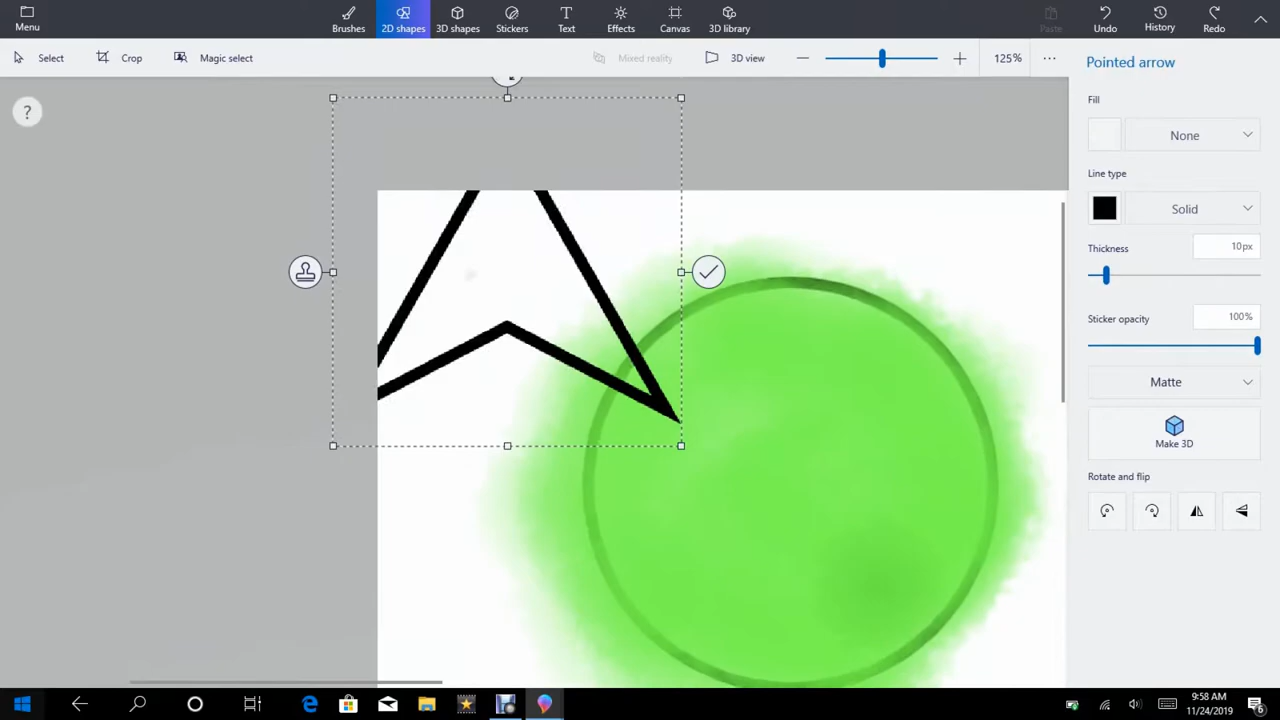 Menu
Brushes
2D shapes
3D shapes
Stickers
Text
Effects
Canvas
3D library
Paste
Undo
History
Redo
Select
Crop
Magic select
Mixed reality
3D view
125%
Pointed arrow
?
Fill
None
Line type
Solid
Thickness
10px
Sticker opacity
100%
Matte
Make 3D
Rotate and flip
9:58 AM
11/24/2019
6